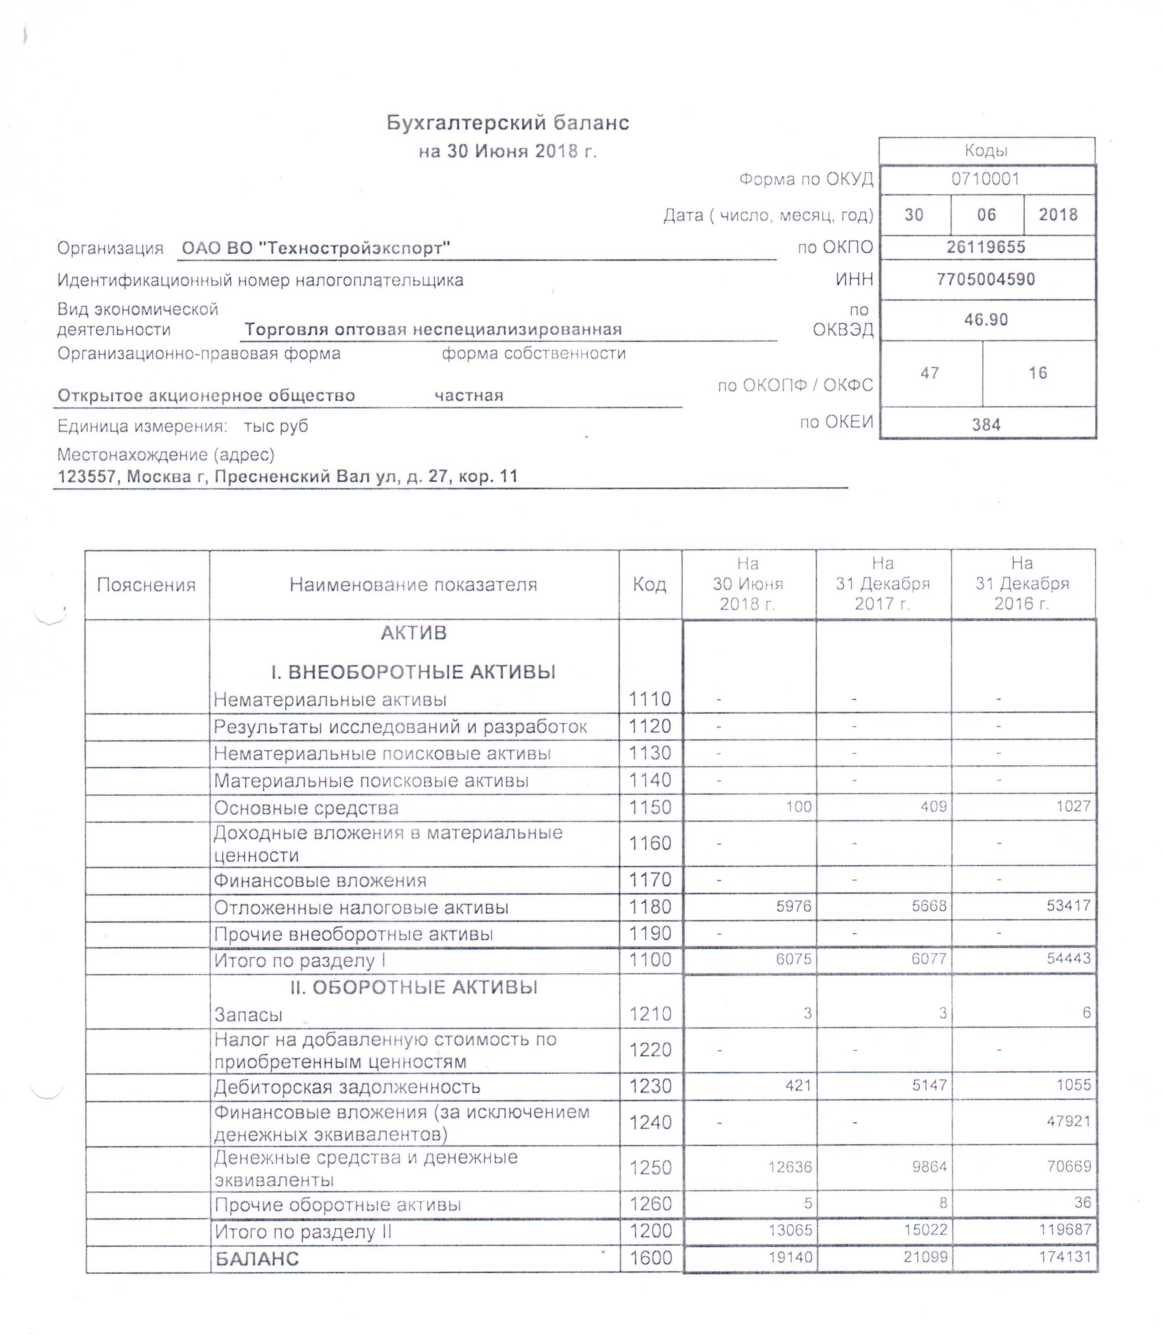 Бухгалтерский баланс
на 30 Июня 2018 г.
Коды
Форма по ОКУД 0710001
Дата ( число, месяц, год) 30 06 2018
Организация ОАО ВО "Техностройэкспорт" по ОКПО 26119655
Идентификационный номер налогоплательщика ИНН 7705004590
Вид экономической
деятельности Торговля оптовая неспециализированная по
ОКВЭД 46.90
Организационно-правовая форма форма собственности
Открытое акционерное общество частная по ОКОПФ / ОКФС 47 16
Единица измерения: тыс руб по ОКЕИ 384
Местонахождение (адрес)
123557, Москва г, Пресненский Вал ул, д. 27, кор. 11
Пояснения Наименование показателя Код На 30 Июня 2018 г. На 31 Декабря 2017 г. На 31 Декабря 2016 г.
АКТИВ
I. ВНЕОБОРОТНЫЕ АКТИВЫ
Нематериальные активы 1110 - - -
Результаты исследований и разработок 1120 - - -
Нематериальные поисковые активы 1130 - - -
Материальные поисковые активы 1140 - - -
Основные средства 1150 100 409 1027
Доходные вложения в материальные
ценности 1160 - - -
Финансовые вложения 1170 - - -
Отложенные налоговые активы 1180 5976 5668 53417
Прочие внеоборотные активы 1190 - - -
Итого по разделу I 1100 6075 6077 54443
II. ОБОРОТНЫЕ АКТИВЫ
Запасы 1210 3 3 6
Налог на добавленную стоимость по
приобретенным ценностям 1220 - - -
Дебиторская задолженность 1230 421 5147 1055
Финансовые вложения (за исключением
денежных эквивалентов) 1240 - - 47921
Денежные средства и денежные
эквиваленты 1250 12636 9864 70669
Прочие оборотные активы 1260 5 8 36
Итого по разделу II 1200 13065 15022 119687
БАЛАНС 1600 19140 21099 174131